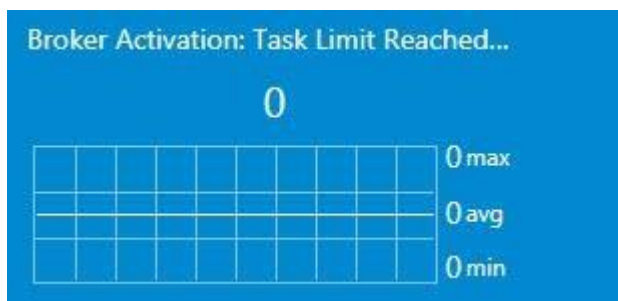 Broker Activation: Task Limit Reached...
0
0 max
0 avg
0 min